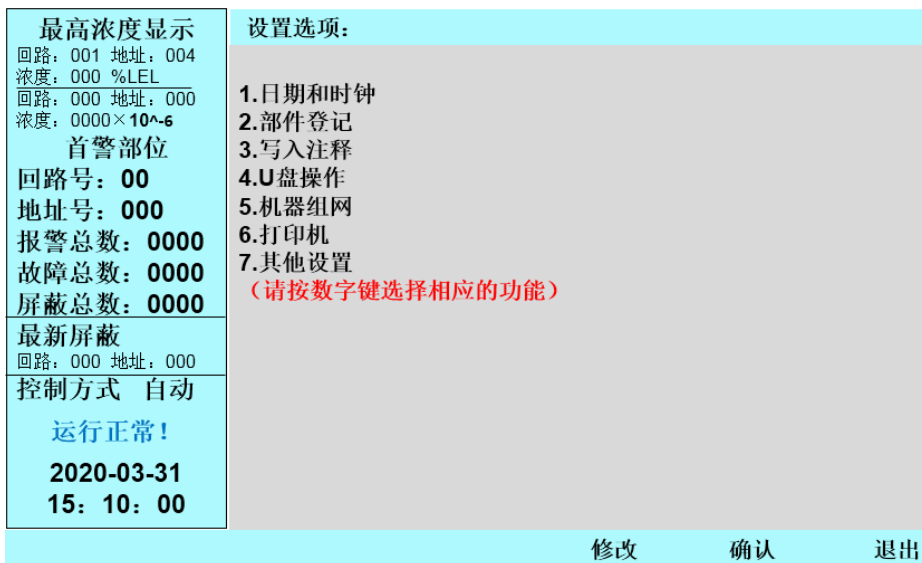 最高浓度显示
回路：001 地址：004
浓度：000 %LEL
回路：000 地址：000
浓度：0000×10^-6
首警部位
回路号：00
地址号：000
报警总数：0000
故障总数：0000
屏蔽总数：0000
最新屏蔽
回路：000 地址：000
控制方式 自动
运行正常！
2020-03-31
15：10：00
设置选项：
1.日期和时钟
2.部件登记
3.写入注释
4.U盘操作
5.机器组网
6.打印机
7.其他设置
（请按数字键选择相应的功能）
修改 确认 退出